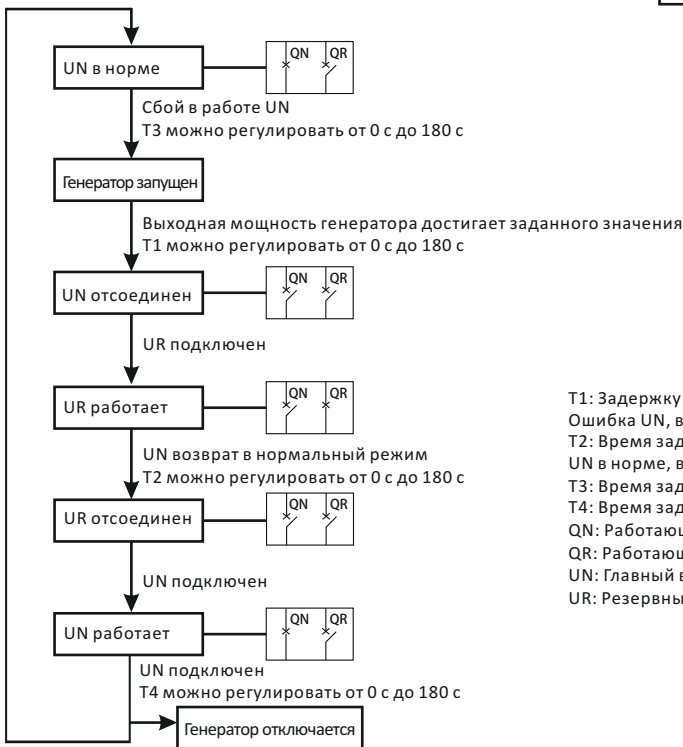 UN в норме
QN QR
Сбой в работе UN
T3 можно регулировать от 0 с до 180 с
Генератор запущен
Выходная мощность генератора достигает заданного значения
T1 можно регулировать от 0 с до 180 с
UN отсоединен
QN QR
UR подключен
UR работает
QN QR
UN возврат в нормальный режим
T2 можно регулировать от 0 с до 180 с
UR отсоединен
QN QR
UN подключен
UN работает
QN QR
UN подключен
T4 можно регулировать от 0 с до 180 с
Генератор отключается
T1: Задержку
Ошибка UN, в
T2: Время зад
UN в норме, в
T3: Время зад
T4: Время зад
QN: Работаю
QR: Работаю
UN: Главный в
UR: Резервны